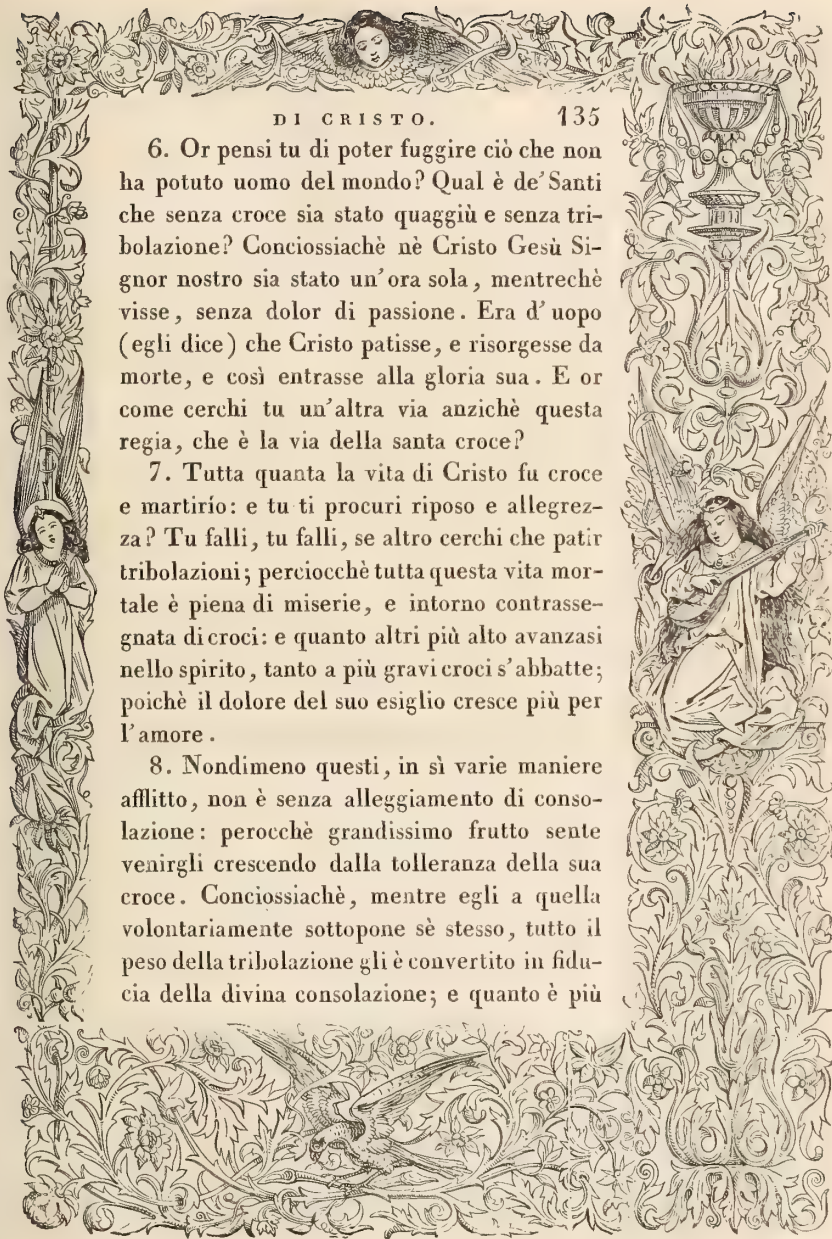 DI CRISTO. 135
6. Or pensi tu di poter fuggire ciò che non
ha potuto uomo del mondo? Qual è de' Santi
che senza croce sia stato quaggiù e senza tri-
bolazione? Conciossiachè nè Cristo Gesù Si-
gnor nostro sia stato un' ora sola, mentrechè
visse, senza dolor di passione. Era d' uopo
(egli dice) che Cristo patisse, e risorgesse da
morte, e così entrasse alla gloria sua. E or
come cerchi tu un' altra via anzichè questa
regia, che è la via della santa croce?
7. Tutta quanta la vita di Cristo fu croce
e martirío: e tu ti procuri riposo e allegrez-
za? Tu falli, tu falli, se altro cerchi che patir
tribolazioni; perciocchè tutta questa vita mor-
tale è piena di miserie, e intorno contrasse-
gnata di croci: e quanto altri più alto avanzasi
nello spirito, tanto a più gravi croci s' abbatte;
poichè il dolore del suo esiglio cresce più per
l' amore.
8. Nondimeno questi, in sì varie maniere
afflitto, non è senza alleggiamento di conso-
lazione: perocchè grandissimo frutto sente
venirgli crescendo dalla tolleranza della sua
croce. Conciossiachè, mentre egli a quella
volontariamente sottopone sè stesso, tutto il
peso della tribolazione gli è convertito in fidu-
cia della divina consolazione; e quanto è più